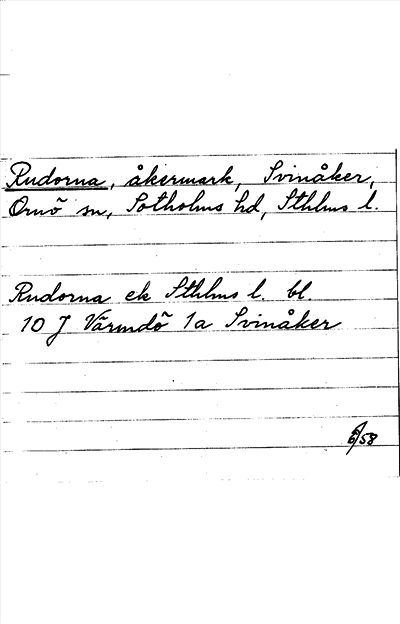 Rudorna, åkermark, Svinåker,
Ornö sn, Sotholms hd, Sthlms l.
Rudorna ek Sthlms l. bl.
10 J Värmdö 1a Svinåker
6/58